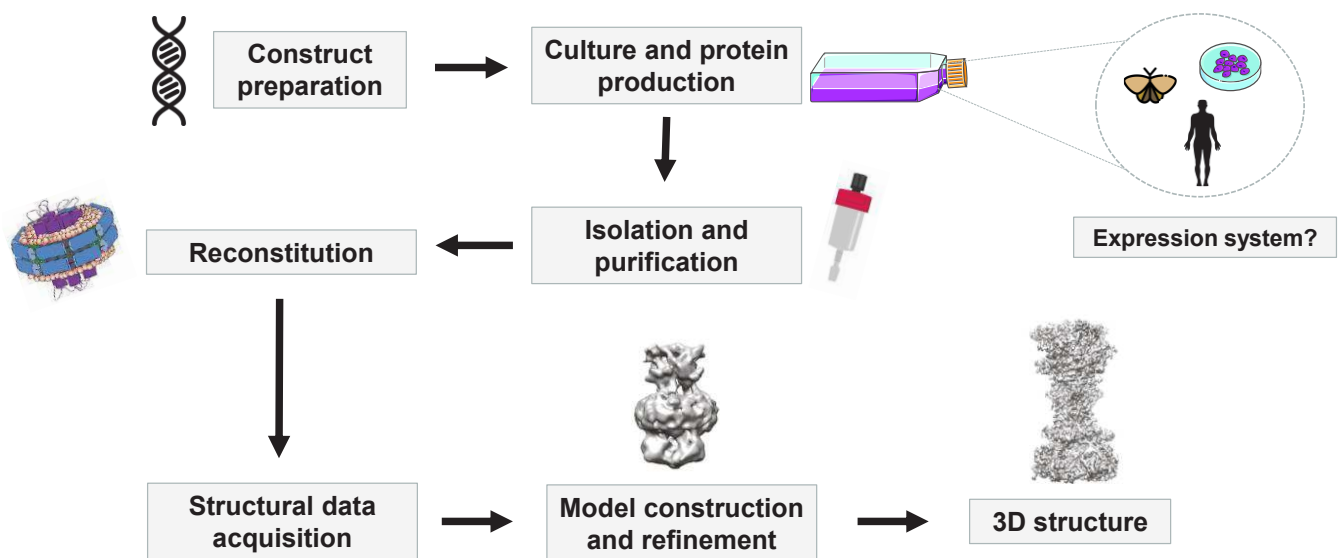 Construct
preparation
Culture and protein
production
Expression system?
Isolation and
purification
Reconstitution
Structural data
acquisition
Model construction
and refinement
3D structure